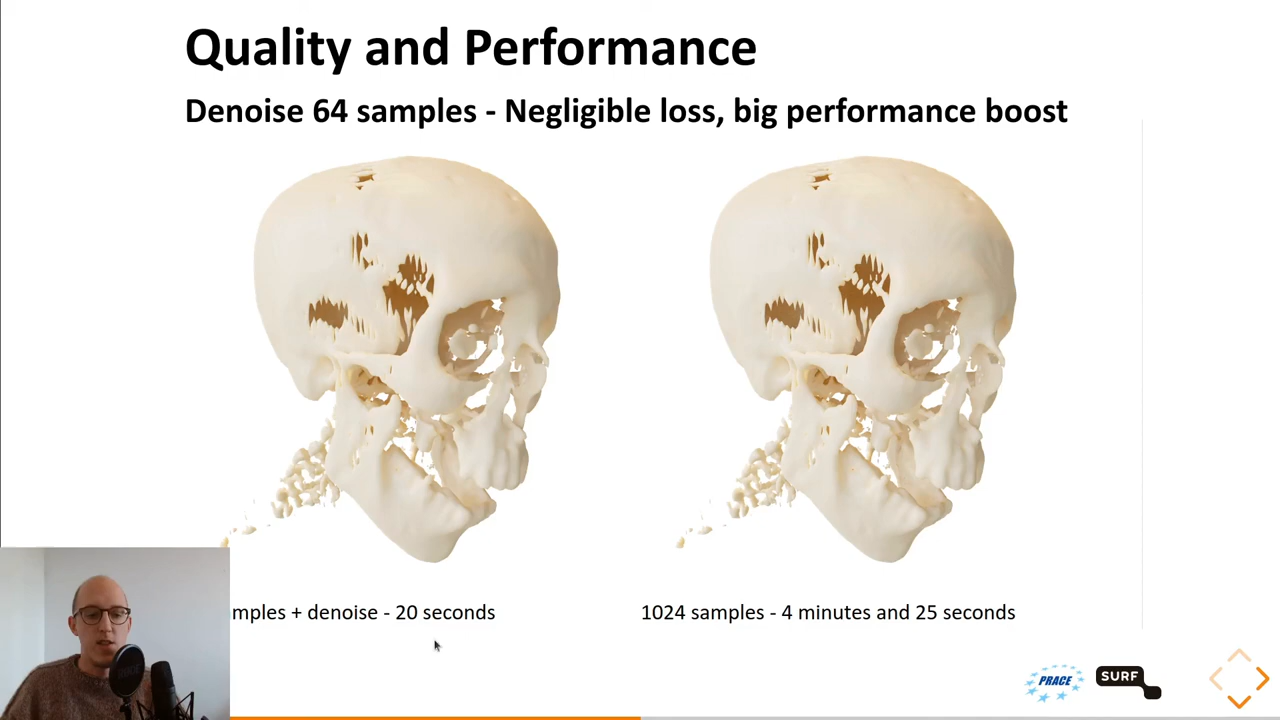 Quality and Performance
Denoise 64 samples - Negligible loss, big performance boost
+ denoise - 20 seconds
1024 samples - 4 minutes and 25 seconds
PRACE
SURF